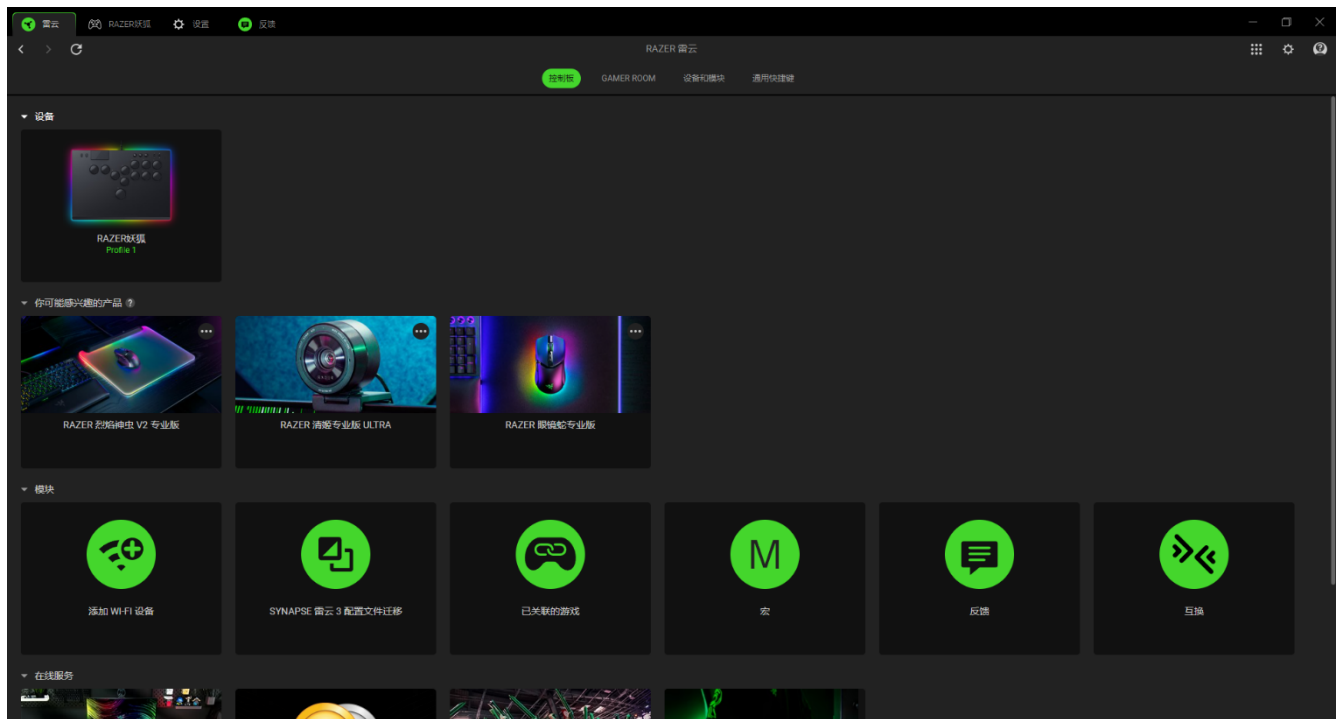 雷云 RAZER妖狐 设置 反馈
RAZER 雷云
控制板 GAMER ROOM 设备和模块 通用快捷键
设备
RAZER妖狐
Profile 1
你可能感兴趣的产品 ?
RAZER 烈焰神虫 V2 专业版 RAZER 清姬专业版 ULTRA RAZER 眼镜蛇专业版
模块
M
添加 WI-FI 设备 SYNAPSE 雷云 3 配置文件迁移 已关联的游戏 宏 反馈 互换
在线服务